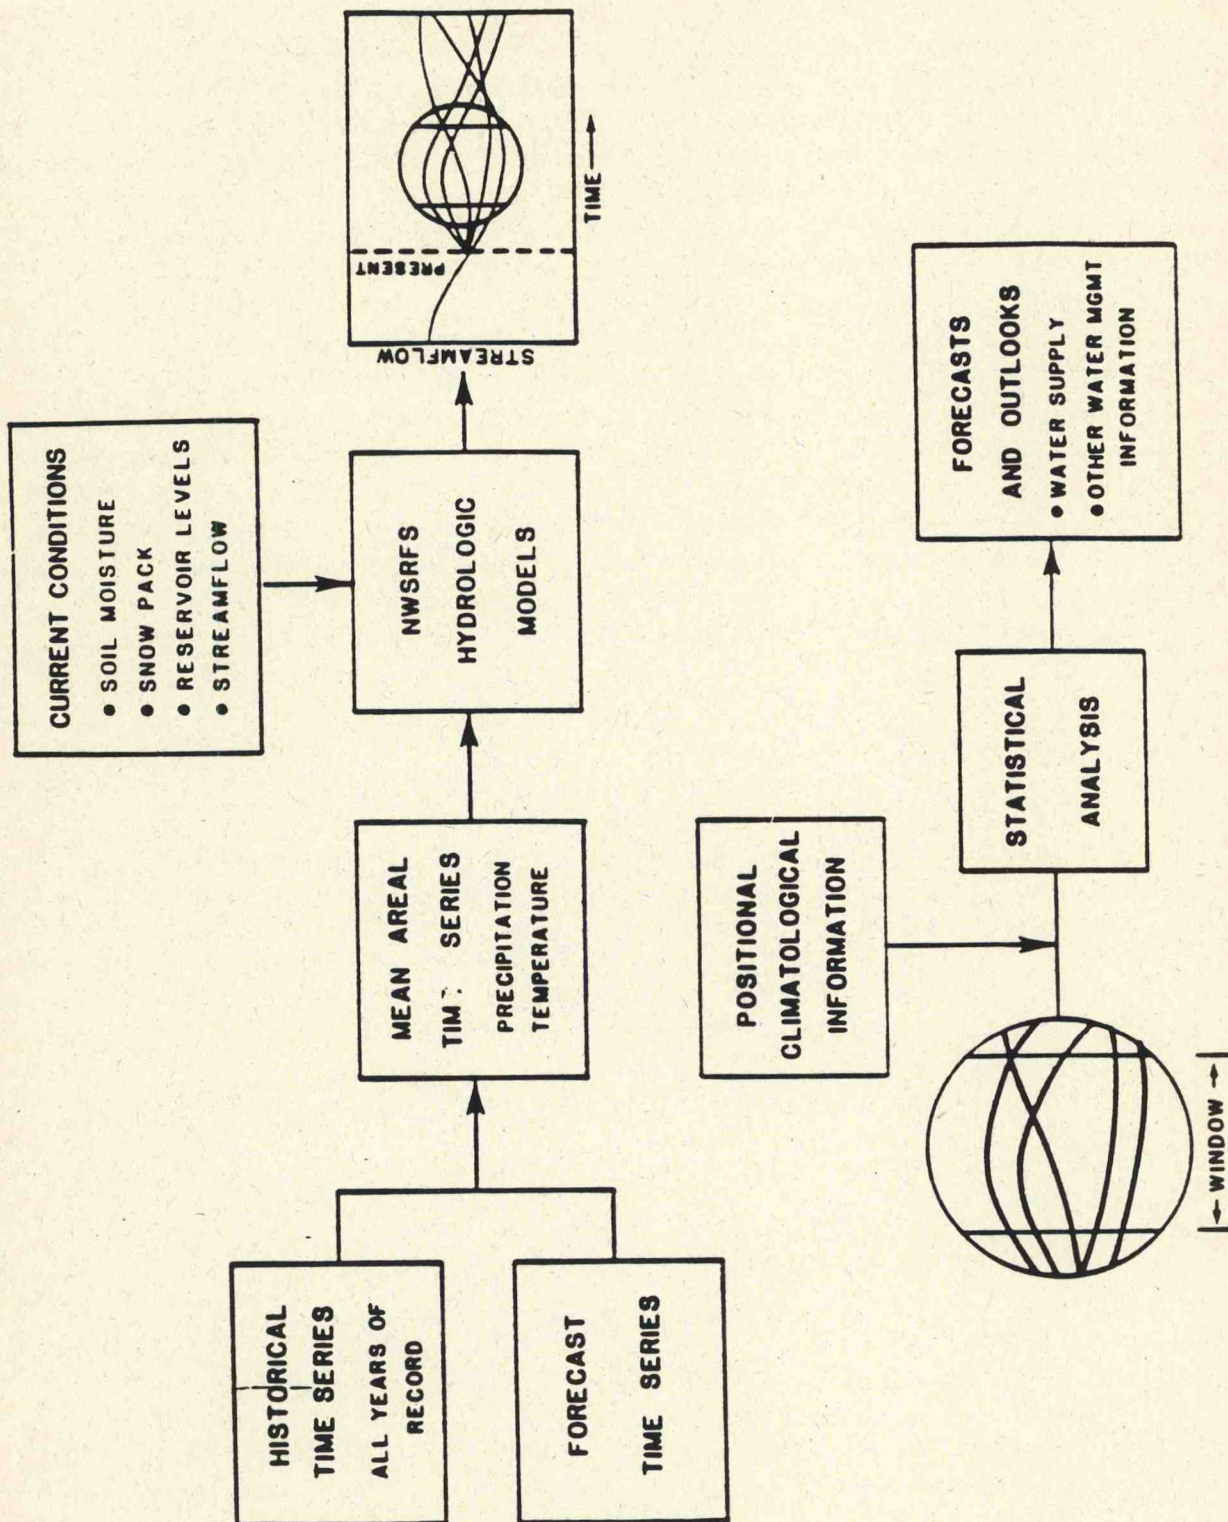 HISTORICAL
TIME SERIES
ALL YEARS OF
RECORD
FORECAST
TIME SERIES
MEAN AREAL
SERIES
PRECIPITATION
TEMPERATURE
CURRENT CONDITIONS
• SOIL MOISTURE
• SNOW PACK
• RESERVOIR LEVELS
• STREAMFLOW
NWSRFS
HYDROLOGIC
MODELS
STREAMFLOW
PRESENT
TIME
WINDOW
POSITIONAL
CLIMATOLOGICAL
INFORMATION
STATISTICAL
ANALYSIS
FORECASTS
AND OUTLOOKS
• WATER SUPPLY
• OTHER WATER MGMT
INFORMATION